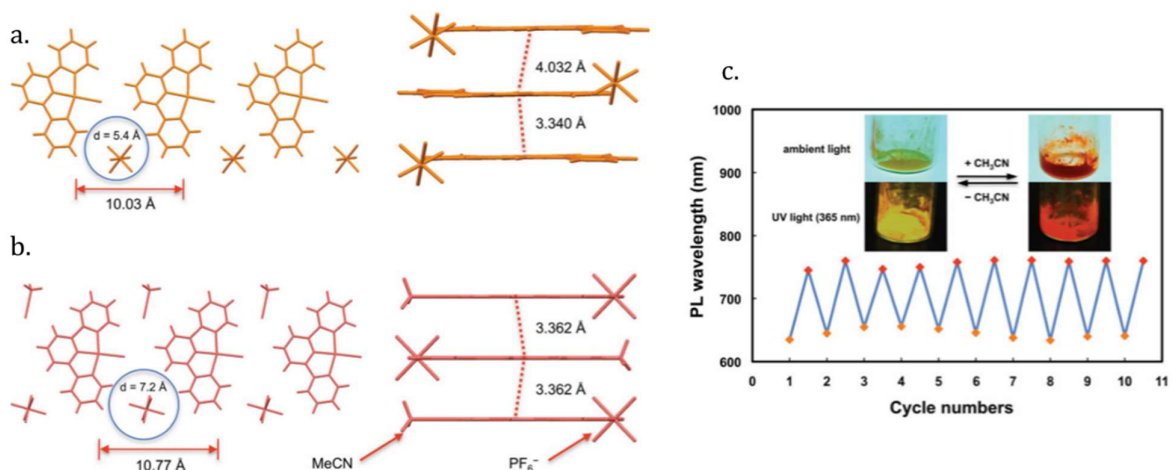 a.
d = 5.4 Å
10.03 Å
4.032 Å
3.340 Å
b.
d = 7.2 Å
10.77 Å
3.362 Å
3.362 Å
MeCN
PF₆⁻
c.
PL wavelength (nm)
1000
900
800
700
600
ambient light
+ CH₃CN
− CH₃CN
UV light (365 nm)
0 1 2 3 4 5 6 7 8 9 10 11
Cycle numbers